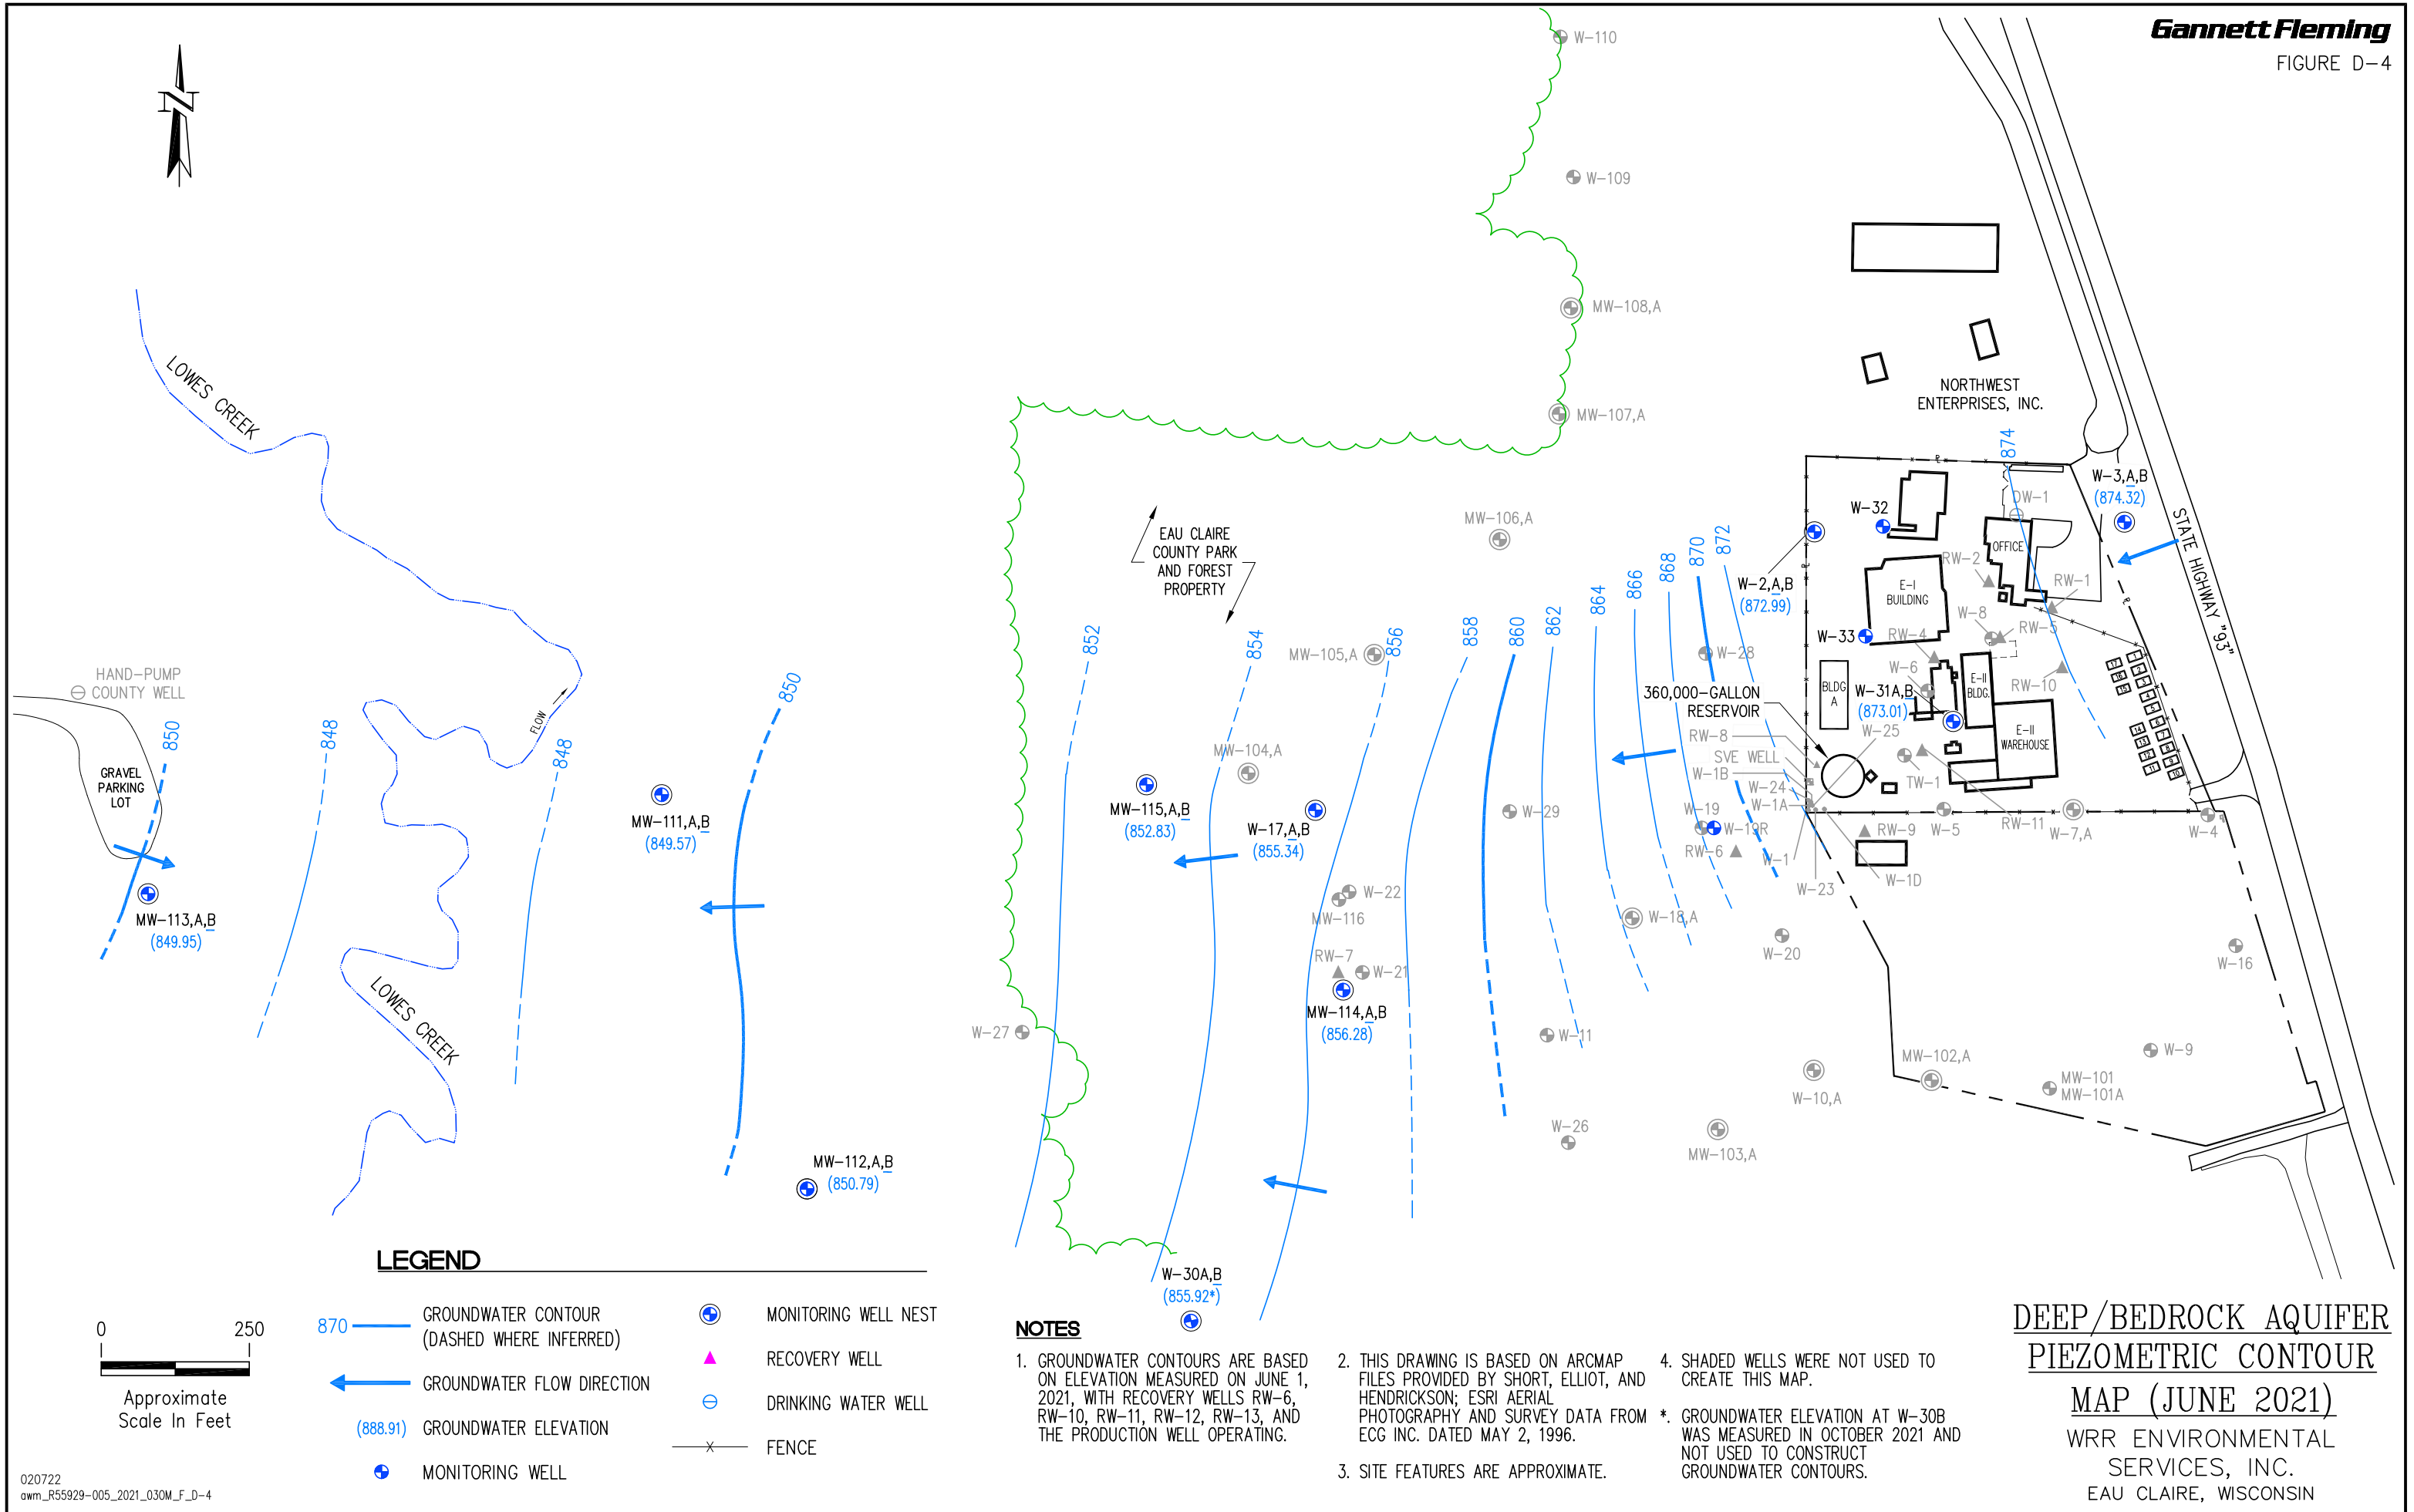 Gannett Fleming
FIGURE D-4
N
W-110
W-109
MW-108,A
MW-107,A
NORTHWEST
ENTERPRISES, INC.
LOWES CREEK
874
W-3,A,B
(874.32)
DW-1
W-32
OFFICE
STATE HIGHWAY "93"
MW-106,A
EAU CLAIRE
COUNTY PARK
AND FOREST
PROPERTY
872
870
868
866
864
862
860
858
856
854
852
850
848
848
850
W-2,A,B
(872.99)
RW-2
RW-1
E-I
BUILDING
W-8
RW-5
W-33
RW-4
W-28
MW-105,A
HAND-PUMP
COUNTY WELL
FLOW
W-6
E-II
BLDG.
RW-10
BLDG
A
W-31A,B
(873.01)
360,000-GALLON
RESERVOIR
W-25
E-II
WAREHOUSE
RW-8
SVE WELL
W-1B
TW-1
W-24
W-1A
GRAVEL
PARKING
LOT
MW-104,A
MW-111,A,B
(849.57)
MW-115,A,B
(852.83)
W-17,A,B
(855.34)
W-29
W-19
W-19R
RW-6
W-1
RW-9
W-5
RW-11
W-7,A
W-4
W-23
W-1D
MW-113,A,B
(849.95)
W-22
MW-116
W-18,A
W-20
W-16
RW-7
W-21
MW-114,A,B
(856.28)
LOWES CREEK
W-27
W-11
W-9
MW-102,A
MW-101
MW-101A
W-10,A
W-26
MW-103,A
MW-112,A,B
(850.79)
W-30A,B
(855.92*)
LEGEND
0 250
Approximate
Scale In Feet
870
GROUNDWATER CONTOUR
(DASHED WHERE INFERRED)
GROUNDWATER FLOW DIRECTION
(888.91) GROUNDWATER ELEVATION
MONITORING WELL
MONITORING WELL NEST
RECOVERY WELL
DRINKING WATER WELL
X FENCE
NOTES
1. GROUNDWATER CONTOURS ARE BASED
ON ELEVATION MEASURED ON JUNE 1,
2021, WITH RECOVERY WELLS RW-6,
RW-10, RW-11, RW-12, RW-13, AND
THE PRODUCTION WELL OPERATING.
2. THIS DRAWING IS BASED ON ARCMAP
FILES PROVIDED BY SHORT, ELLIOT, AND
HENDRICKSON; ESRI AERIAL
PHOTOGRAPHY AND SURVEY DATA FROM
ECG INC. DATED MAY 2, 1996.
3. SITE FEATURES ARE APPROXIMATE.
4. SHADED WELLS WERE NOT USED TO
CREATE THIS MAP.
*. GROUNDWATER ELEVATION AT W-30B
WAS MEASURED IN OCTOBER 2021 AND
NOT USED TO CONSTRUCT
GROUNDWATER CONTOURS.
DEEP/BEDROCK AQUIFER
PIEZOMETRIC CONTOUR
MAP (JUNE 2021)
WRR ENVIRONMENTAL
SERVICES, INC.
EAU CLAIRE, WISCONSIN
020722
awm_R55929-005_2021_030M_F_D-4